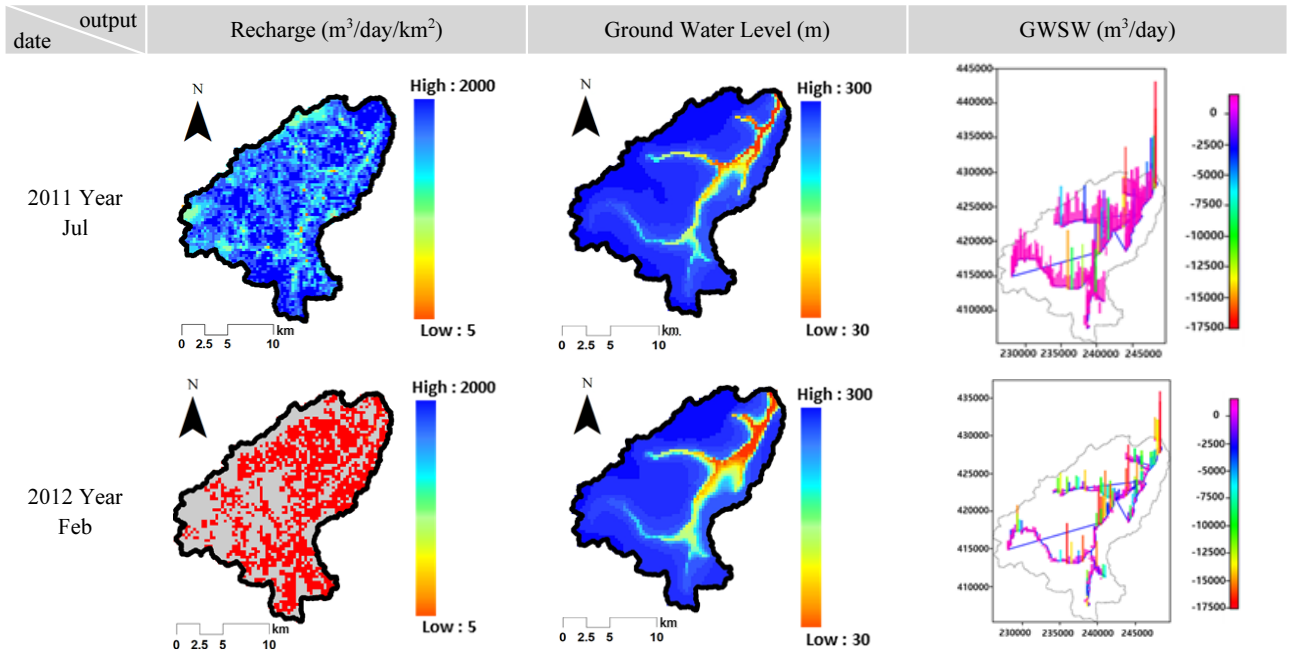 output
date
Recharge (m³/day/km²)
Ground Water Level (m)
GWSW (m³/day)
2011 Year
Jul
N
High : 2000
Low : 5
0 2.5 5 10
km
N
High : 300
Low : 30
0 2.5 5 10
km.
445000
440000
435000
430000
425000
420000
415000
410000
230000 235000 240000 245000
0
-2500
-5000
-7500
-10000
-12500
-15000
-17500
2012 Year
Feb
N
High : 2000
Low : 5
0 2.5 5 10
km
N
High : 300
Low : 30
0 2.5 5 10
km
440000
435000
430000
425000
420000
415000
410000
230000 235000 240000 245000
0
-2500
-5000
-7500
-10000
-12500
-15000
-17500